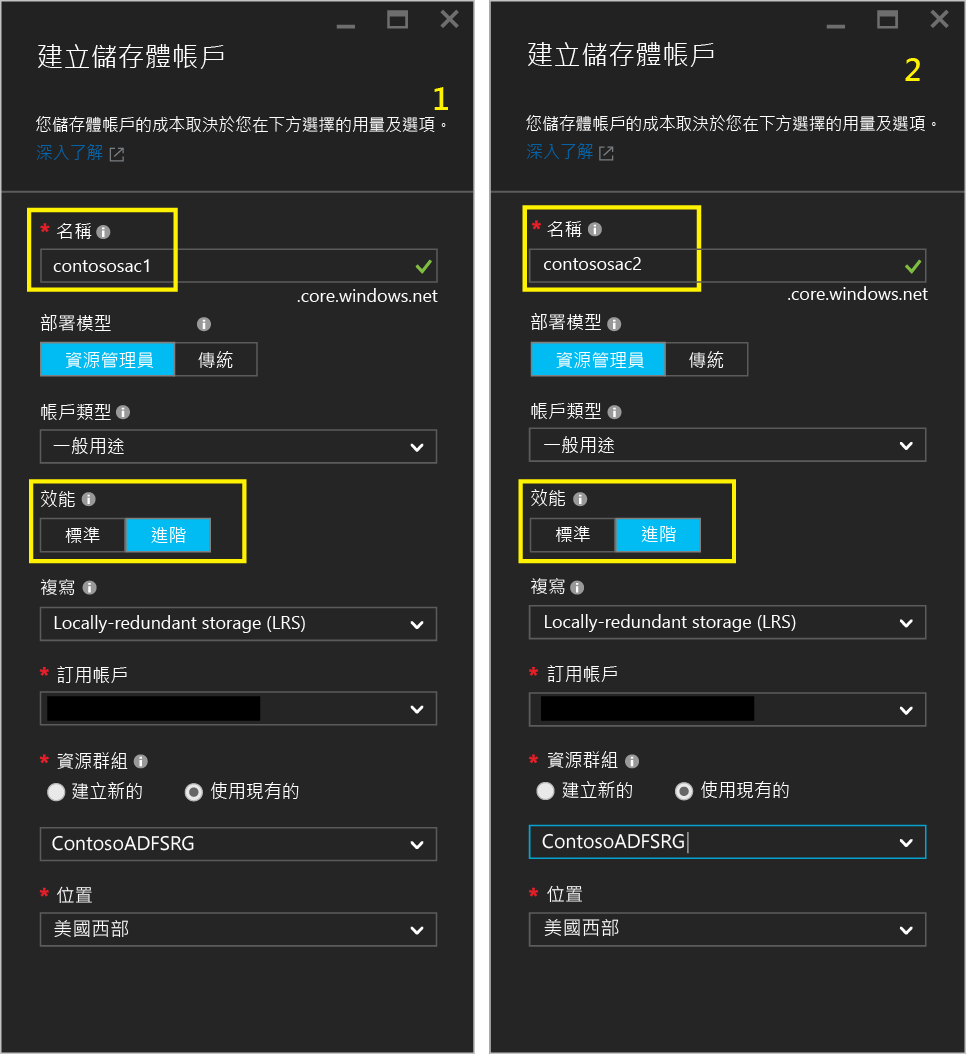 建立儲存體帳戶
1
您儲存體帳戶的成本取決於您在下方選擇的用量及選項。
深入了解
* 名稱
contososac1
.core.windows.net
部署模型
資源管理員 傳統
帳戶類型
一般用途
效能
標準 進階
複寫
Locally-redundant storage (LRS)
* 訂用帳戶
* 資源群組
建立新的 使用現有的
ContosoADFSRG
* 位置
美國西部
建立儲存體帳戶
2
您儲存體帳戶的成本取決於您在下方選擇的用量及選項。
深入了解
* 名稱
contososac2
.core.windows.net
部署模型
資源管理員 傳統
帳戶類型
一般用途
效能
標準 進階
複寫
Locally-redundant storage (LRS)
* 訂用帳戶
* 資源群組
建立新的 使用現有的
ContosoADFSRG
* 位置
美國西部